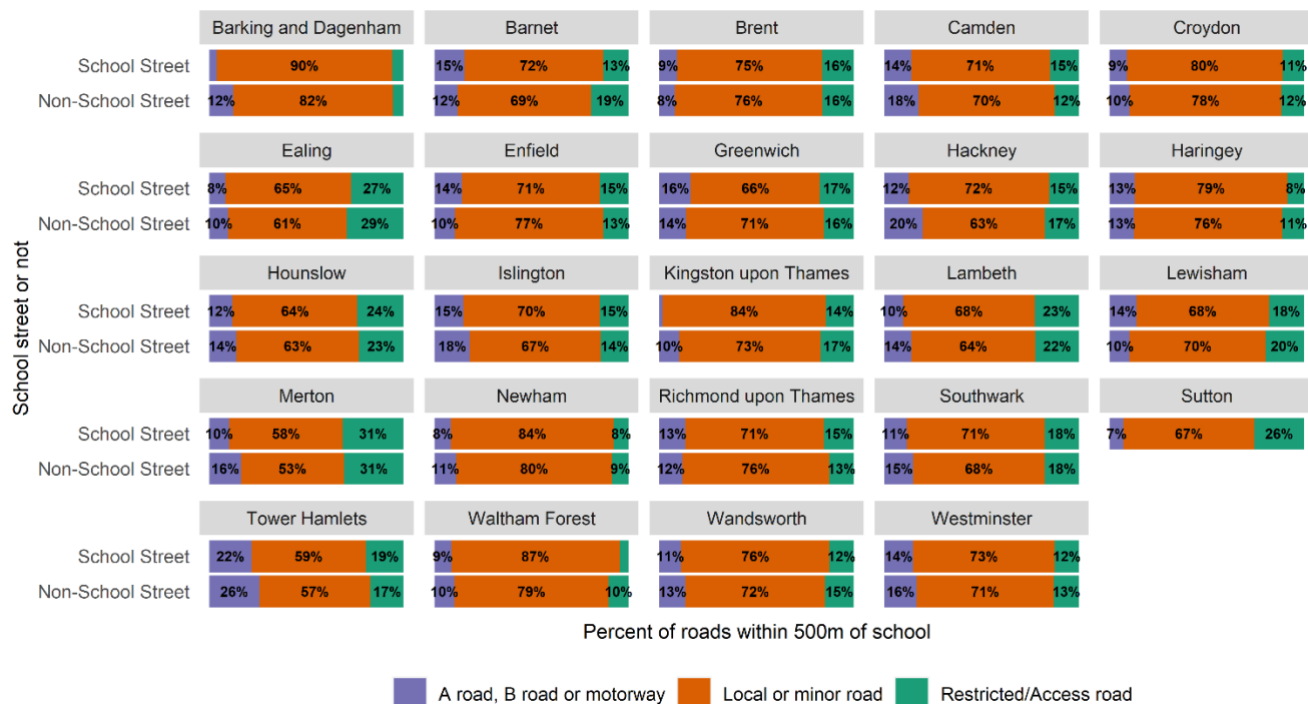 Barking and Dagenham Barnet Brent Camden Croydon
School Street 90% 15% 72% 13% 9% 75% 16% 14% 71% 15% 9% 80% 11%
Non-School Street 12% 82% 12% 69% 19% 8% 76% 16% 18% 70% 12% 10% 78% 12%
Ealing Enfield Greenwich Hackney Haringey
School Street 8% 65% 27% 14% 71% 15% 16% 66% 17% 12% 72% 15% 13% 79% 8%
Non-School Street 10% 61% 29% 10% 77% 13% 14% 71% 16% 20% 63% 17% 13% 76% 11%
School street or not
Hounslow Islington Kingston upon Thames Lambeth Lewisham
School Street 12% 64% 24% 15% 70% 15% 84% 14% 10% 68% 23% 14% 68% 18%
Non-School Street 14% 63% 23% 18% 67% 14% 10% 73% 17% 14% 64% 22% 10% 70% 20%
Merton Newham Richmond upon Thames Southwark Sutton
School Street 10% 58% 31% 8% 84% 8% 13% 71% 15% 11% 71% 18% 7% 67% 26%
Non-School Street 16% 53% 31% 11% 80% 9% 12% 76% 13% 15% 68% 18%
Tower Hamlets Waltham Forest Wandsworth Westminster
School Street 22% 59% 19% 9% 87% 11% 76% 12% 14% 73% 12%
Non-School Street 26% 57% 17% 10% 79% 10% 13% 72% 15% 16% 71% 13%
Percent of roads within 500m of school
A road, B road or motorway Local or minor road Restricted/Access road